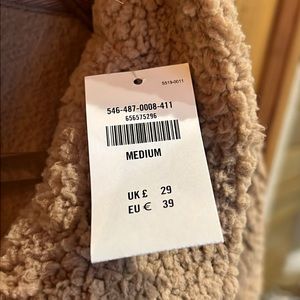 5519-0011
546-487-0008-411
656575296
MEDIUM
UK £ 29
EU € 39